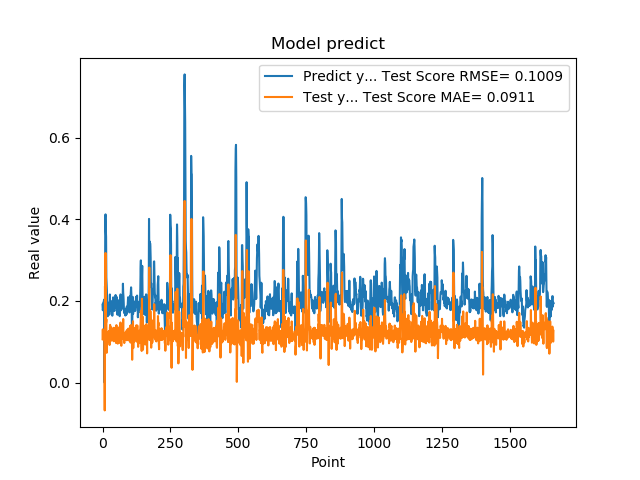 Model predict
Predict y... Test Score RMSE= 0.1009
Test y... Test Score MAE= 0.0911
Real value
0.6
0.4
0.2
0.0
0 250 500 750 1000 1250 1500
Point